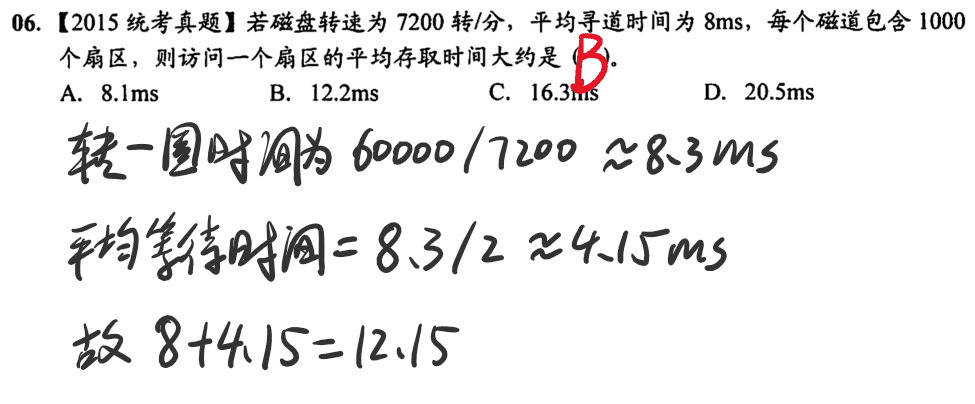 06.【2015 统考真题】若磁盘转速为 7200 转/分，平均寻道时间为 8ms，每个磁道包含 1000
个扇区，则访问一个扇区的平均存取时间大约是（B）。
A. 8.1ms B. 12.2ms C. 16.3ms D. 20.5ms
转一圈时间为 60000/7200 ≈8.3ms
平均等待时间=8.3/2≈4.15ms
故 8+4.15=12.15